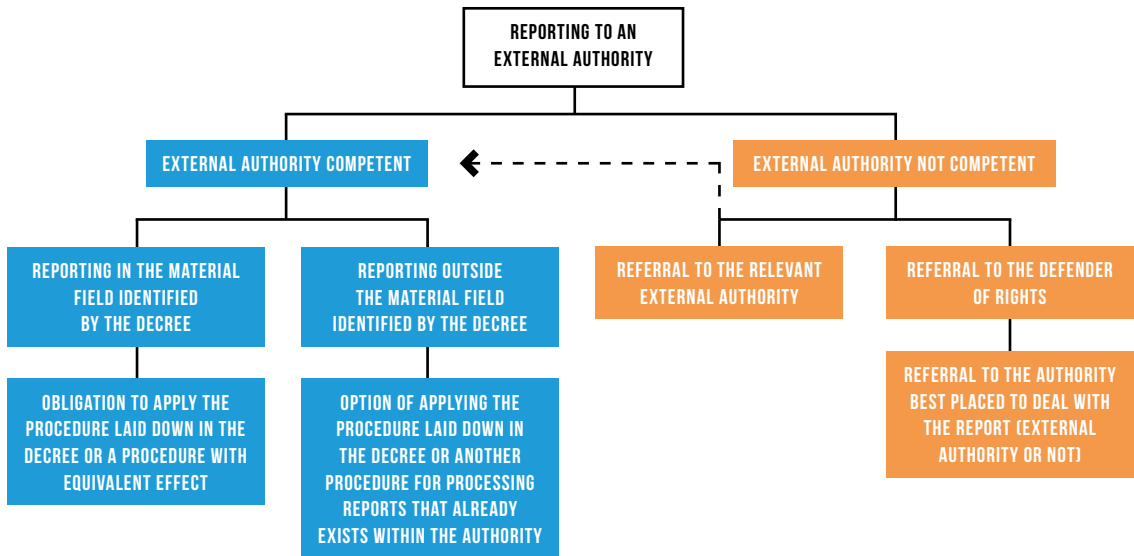 REPORTING TO AN
EXTERNAL AUTHORITY
EXTERNAL AUTHORITY COMPETENT
EXTERNAL AUTHORITY NOT COMPETENT
REPORTING IN THE MATERIAL
FIELD IDENTIFIED
BY THE DECREE
REPORTING OUTSIDE
THE MATERIAL FIELD
IDENTIFIED BY THE DECREE
REFERRAL TO THE RELEVANT
EXTERNAL AUTHORITY
REFERRAL TO THE DEFENDER
OF RIGHTS
OBLIGATION TO APPLY THE
PROCEDURE LAID DOWN IN THE
DECREE OR A PROCEDURE WITH
EQUIVALENT EFFECT
OPTION OF APPLYING THE
PROCEDURE LAID DOWN IN
THE DECREE OR ANOTHER
PROCEDURE FOR PROCESSING
REPORTS THAT ALREADY
EXISTS WITHIN THE AUTHORITY
REFERRAL TO THE AUTHORITY
BEST PLACED TO DEAL WITH
THE REPORT (EXTERNAL
AUTHORITY OR NOT)